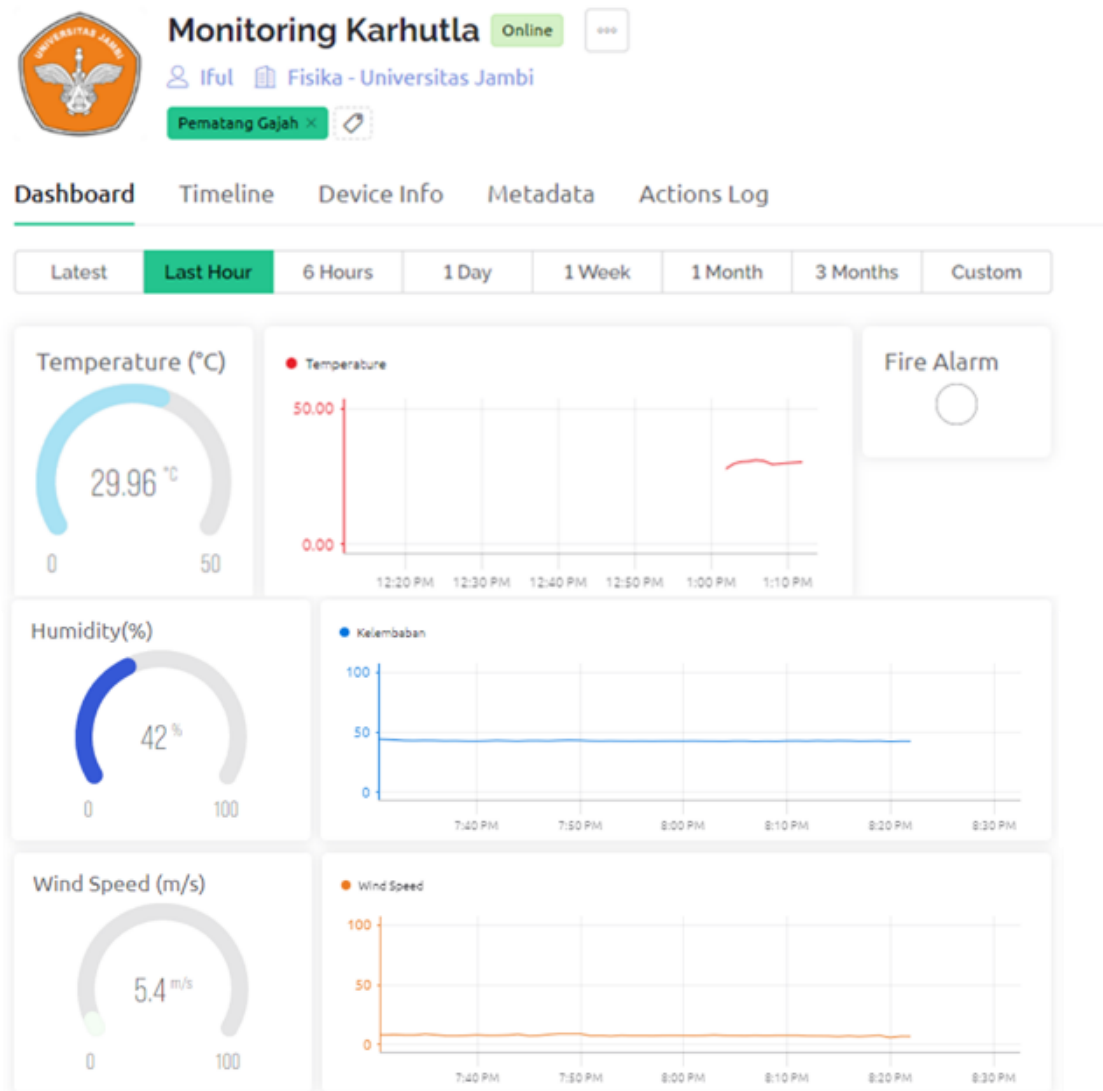 UNIVERSITAS JAMBI
Monitoring Karhutla Online
Iful Fisika - Universitas Jambi
Pematang Gajah ×
Dashboard Timeline Device Info Metadata Actions Log
Latest Last Hour 6 Hours 1 Day 1 Week 1 Month 3 Months Custom
Temperature (°C)
29.96 °C
0 50
Temperature
50.00
0.00
12:20 PM 12:30 PM 12:40 PM 12:50 PM 1:00 PM 1:10 PM
Fire Alarm
Humidity(%)
42 %
0 100
Kelembaban
100
50
0
7:40 PM 7:50 PM 8:00 PM 8:10 PM 8:20 PM 8:30 PM
Wind Speed (m/s)
5.4 m/s
0 100
Wind Speed
100
50
0
7:40 PM 7:50 PM 8:00 PM 8:10 PM 8:20 PM 8:30 PM